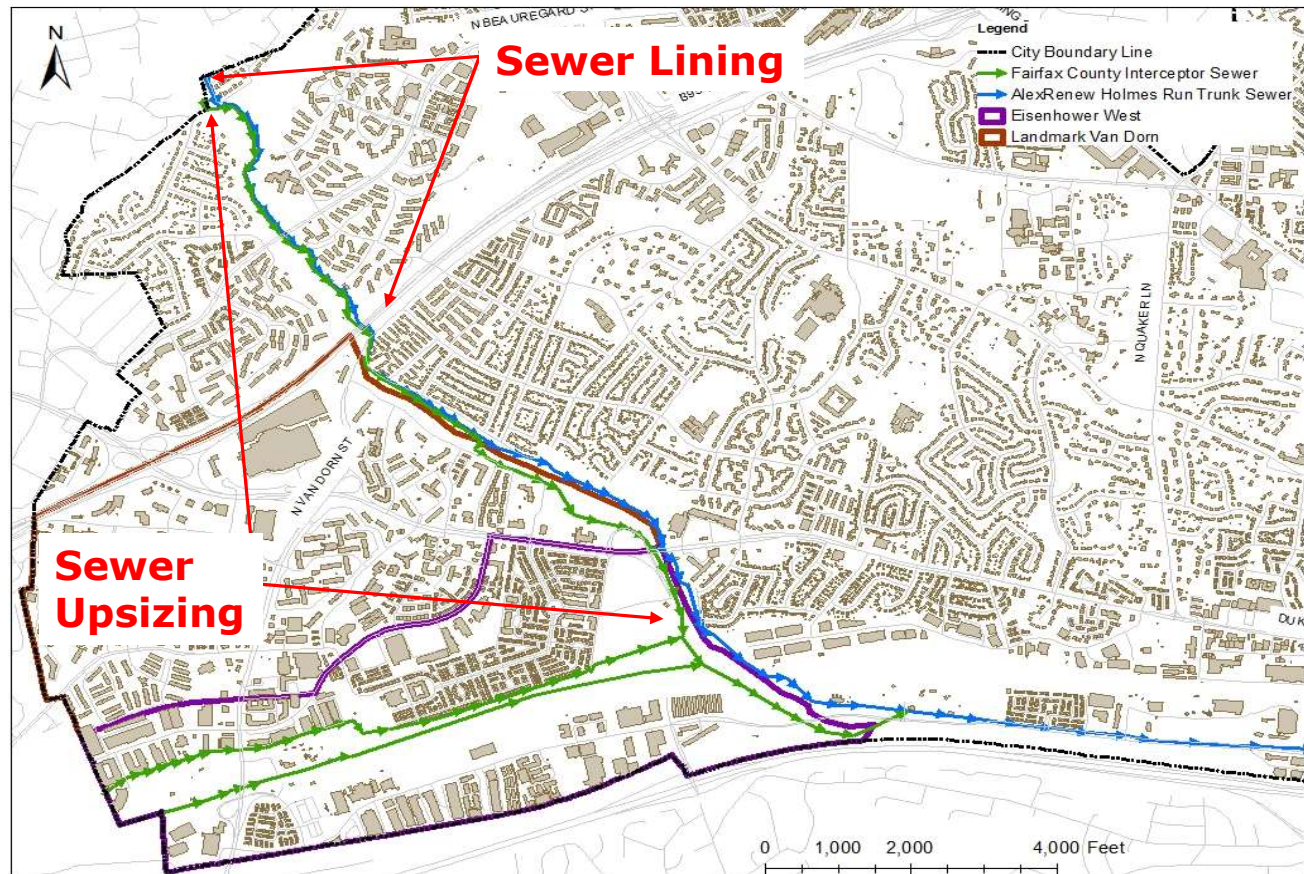 N
N BEAUREGARD S
Sewer Lining
Legend
City Boundary Line
Fairfax County Interceptor Sewer
AlexRenew Holmes Run Trunk Sewer
Eisenhower West
Landmark Van Dorn
N QUAKER LN
N VAN DORN ST
Sewer
Upsizing
DUK
0 1,000 2,000 4,000 Feet